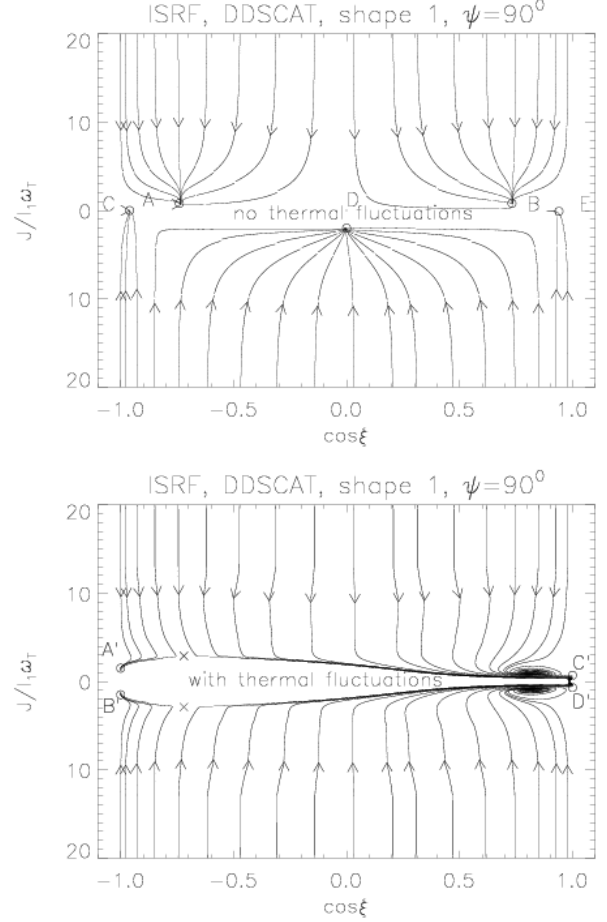 ISRF, DDSCAT, shape 1, ψ=90⁰
20
10
0
10
20
J/I₁ω_T
C A D B E
no thermal fluctuations
−1.0 −0.5 0.0 0.5 1.0
cosξ
ISRF, DDSCAT, shape 1, ψ=90⁰
20
10
0
10
20
J/I₁ω_T
A' C'
with thermal fluctuations
B' D'
−1.0 −0.5 0.0 0.5 1.0
cosξ